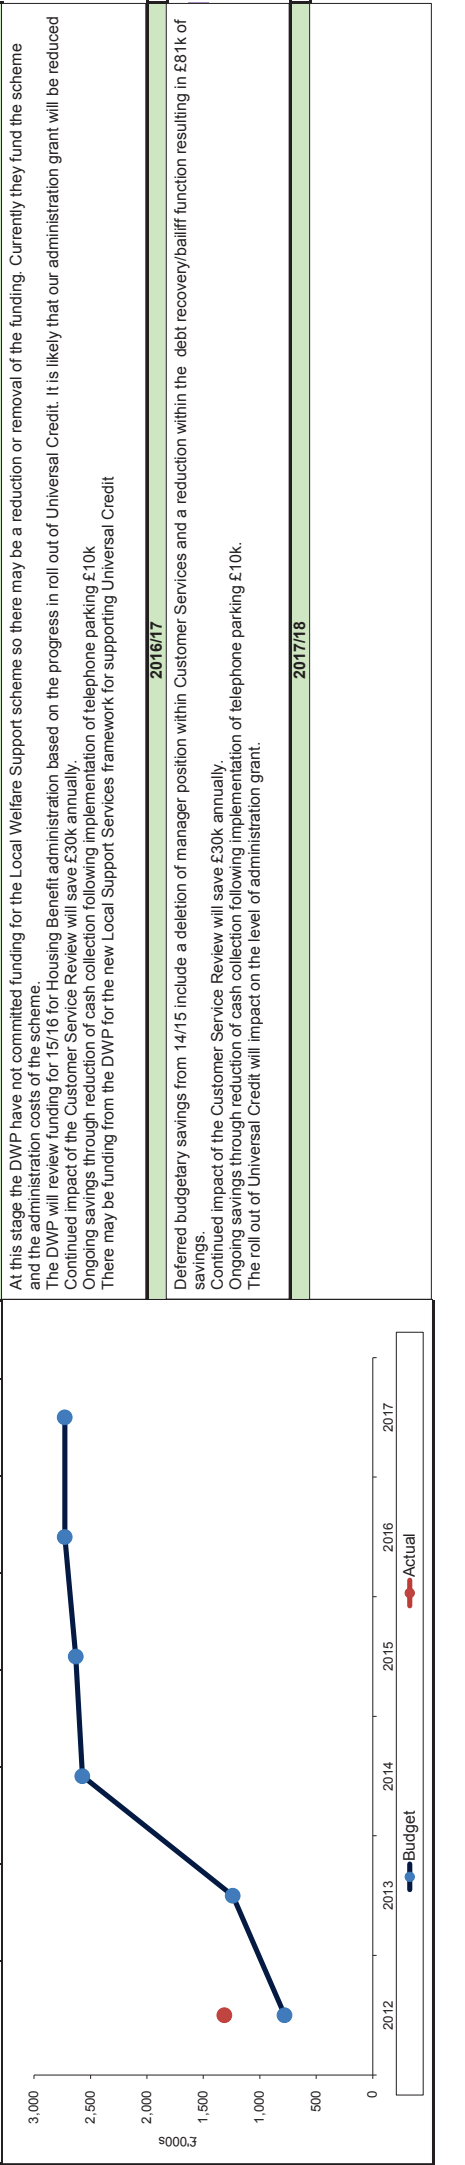 At this stage the DWP have not committed funding for the Local Welfare Support scheme so there may be a reduction or removal of the funding. Currently they fund the scheme
and the administration costs of the scheme.
The DWP will review funding for 15/16 for Housing Benefit administration based on the progress in roll out of Universal Credit. It is likely that our administration grant will be reduced
Continued impact of the Customer Service Review will save £30k annually.
Ongoing savings through reduction of cash collection following implementation of telephone parking £10k
There may be funding from the DWP for the new Local Support Services framework for supporting Universal Credit
2016/17
Deferred budgetary savings from 14/15 include a deletion of manager position within Customer Services and a reduction within the debt recovery/bailiff function resulting in £81k of
savings.
Continued impact of the Customer Service Review will save £30k annually.
Ongoing savings through reduction of cash collection following implementation of telephone parking £10k.
The roll out of Universal Credit will impact on the level of administration grant.
2017/18
3,000
2,500
2,000
1,500
1,000
500
0
£'000s
2012 2013 2014 2015 2016 2017
Budget Actual